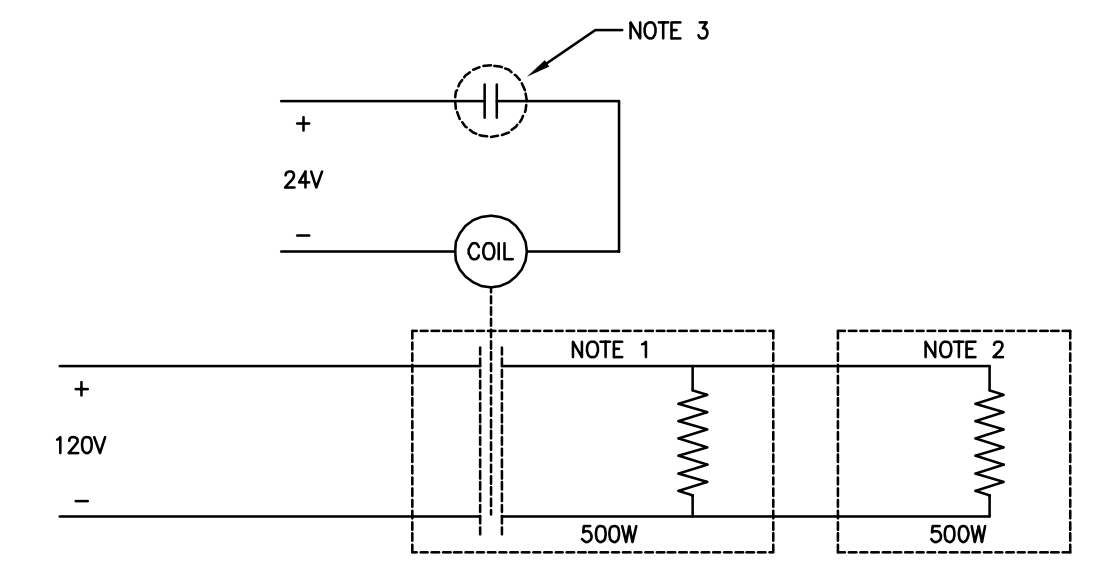 NOTE 3
+
24V
−
COIL
NOTE 1
NOTE 2
+
120V
−
500W
500W